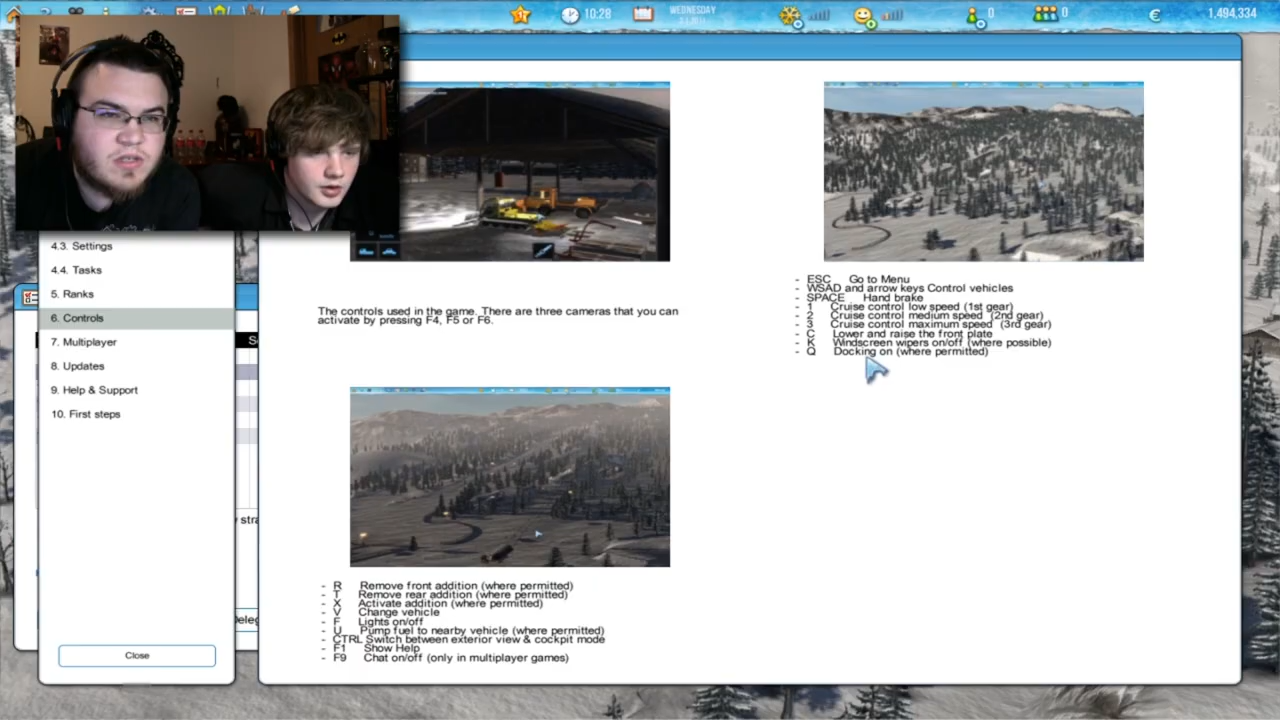 10:28
WEDNESDAY
0
0
€
1,494,334
4.3. Settings
4.4. Tasks
5. Ranks
6. Controls
7. Multiplayer
8. Updates
9. Help & Support
10. First steps
Close
The controls used in the game. There are three cameras that you can
activate by pressing F4, F5 or F6.
- R Remove front addition (where permitted)
- T Remove rear addition (where permitted)
- X Activate addition (where permitted)
- V Change vehicle
- F Lights on/off
- U Pump fuel to nearby vehicle (where permitted)
- CTRL Switch between exterior view & cockpit mode
- F1 Show Help
- F9 Chat on/off (only in multiplayer games)
- ESC Go to Menu
- WSAD and arrow keys Control vehicles
- SPACE Hand brake
- 1 Cruise control low speed (1st gear)
- 2 Cruise control medium speed (2nd gear)
- 3 Cruise control maximum speed (3rd gear)
- C Lower and raise the front plate
- K Windscreen wipers on/off (where possible)
- Q Docking on (where permitted)